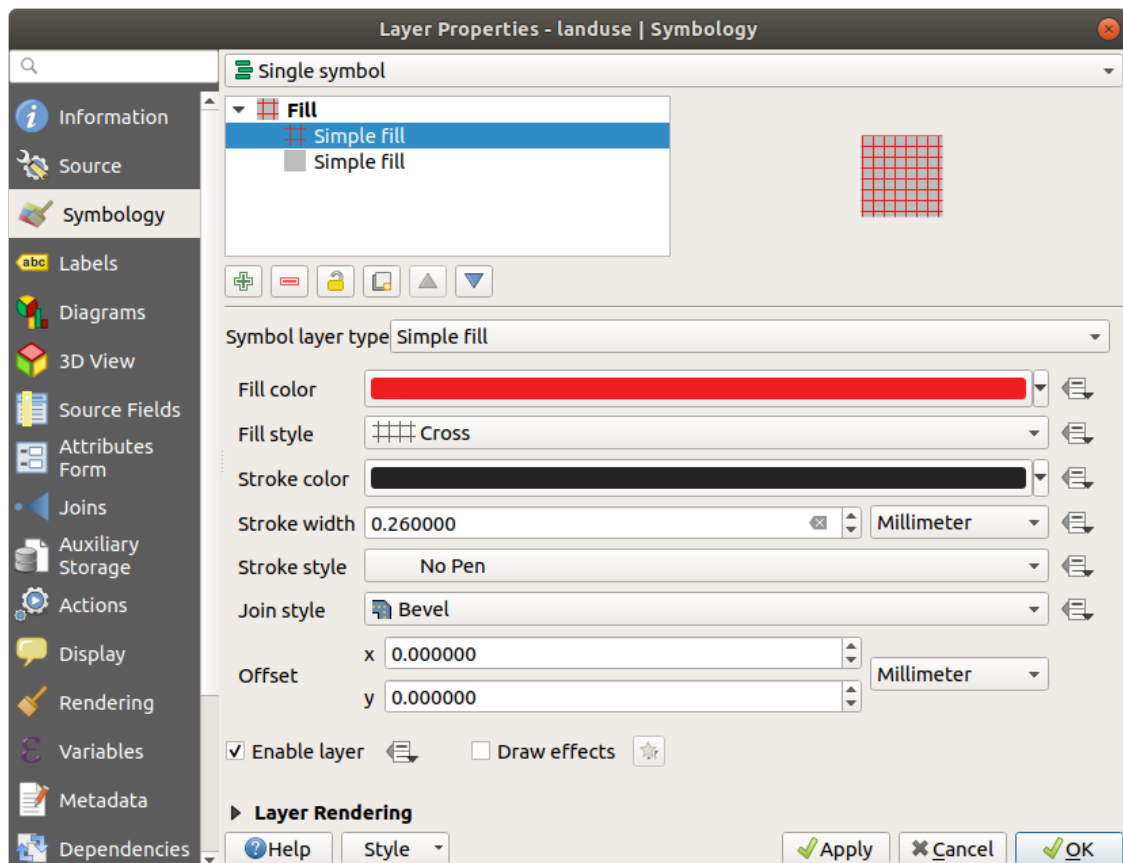 Layer Properties - landuse | Symbology
Information
Source
Symbology
abc Labels
Diagrams
3D View
Source Fields
Attributes
Form
Joins
Auxiliary
Storage
Actions
Display
Rendering
Variables
Metadata
Dependencies
Single symbol
Fill
Simple fill
Simple fill
Symbol layer type Simple fill
Fill color
Fill style Cross
Stroke color
Stroke width 0.260000 Millimeter
Stroke style No Pen
Join style Bevel
Offset x 0.000000 Millimeter
y 0.000000
Enable layer Draw effects
Layer Rendering
Help Style Apply Cancel OK